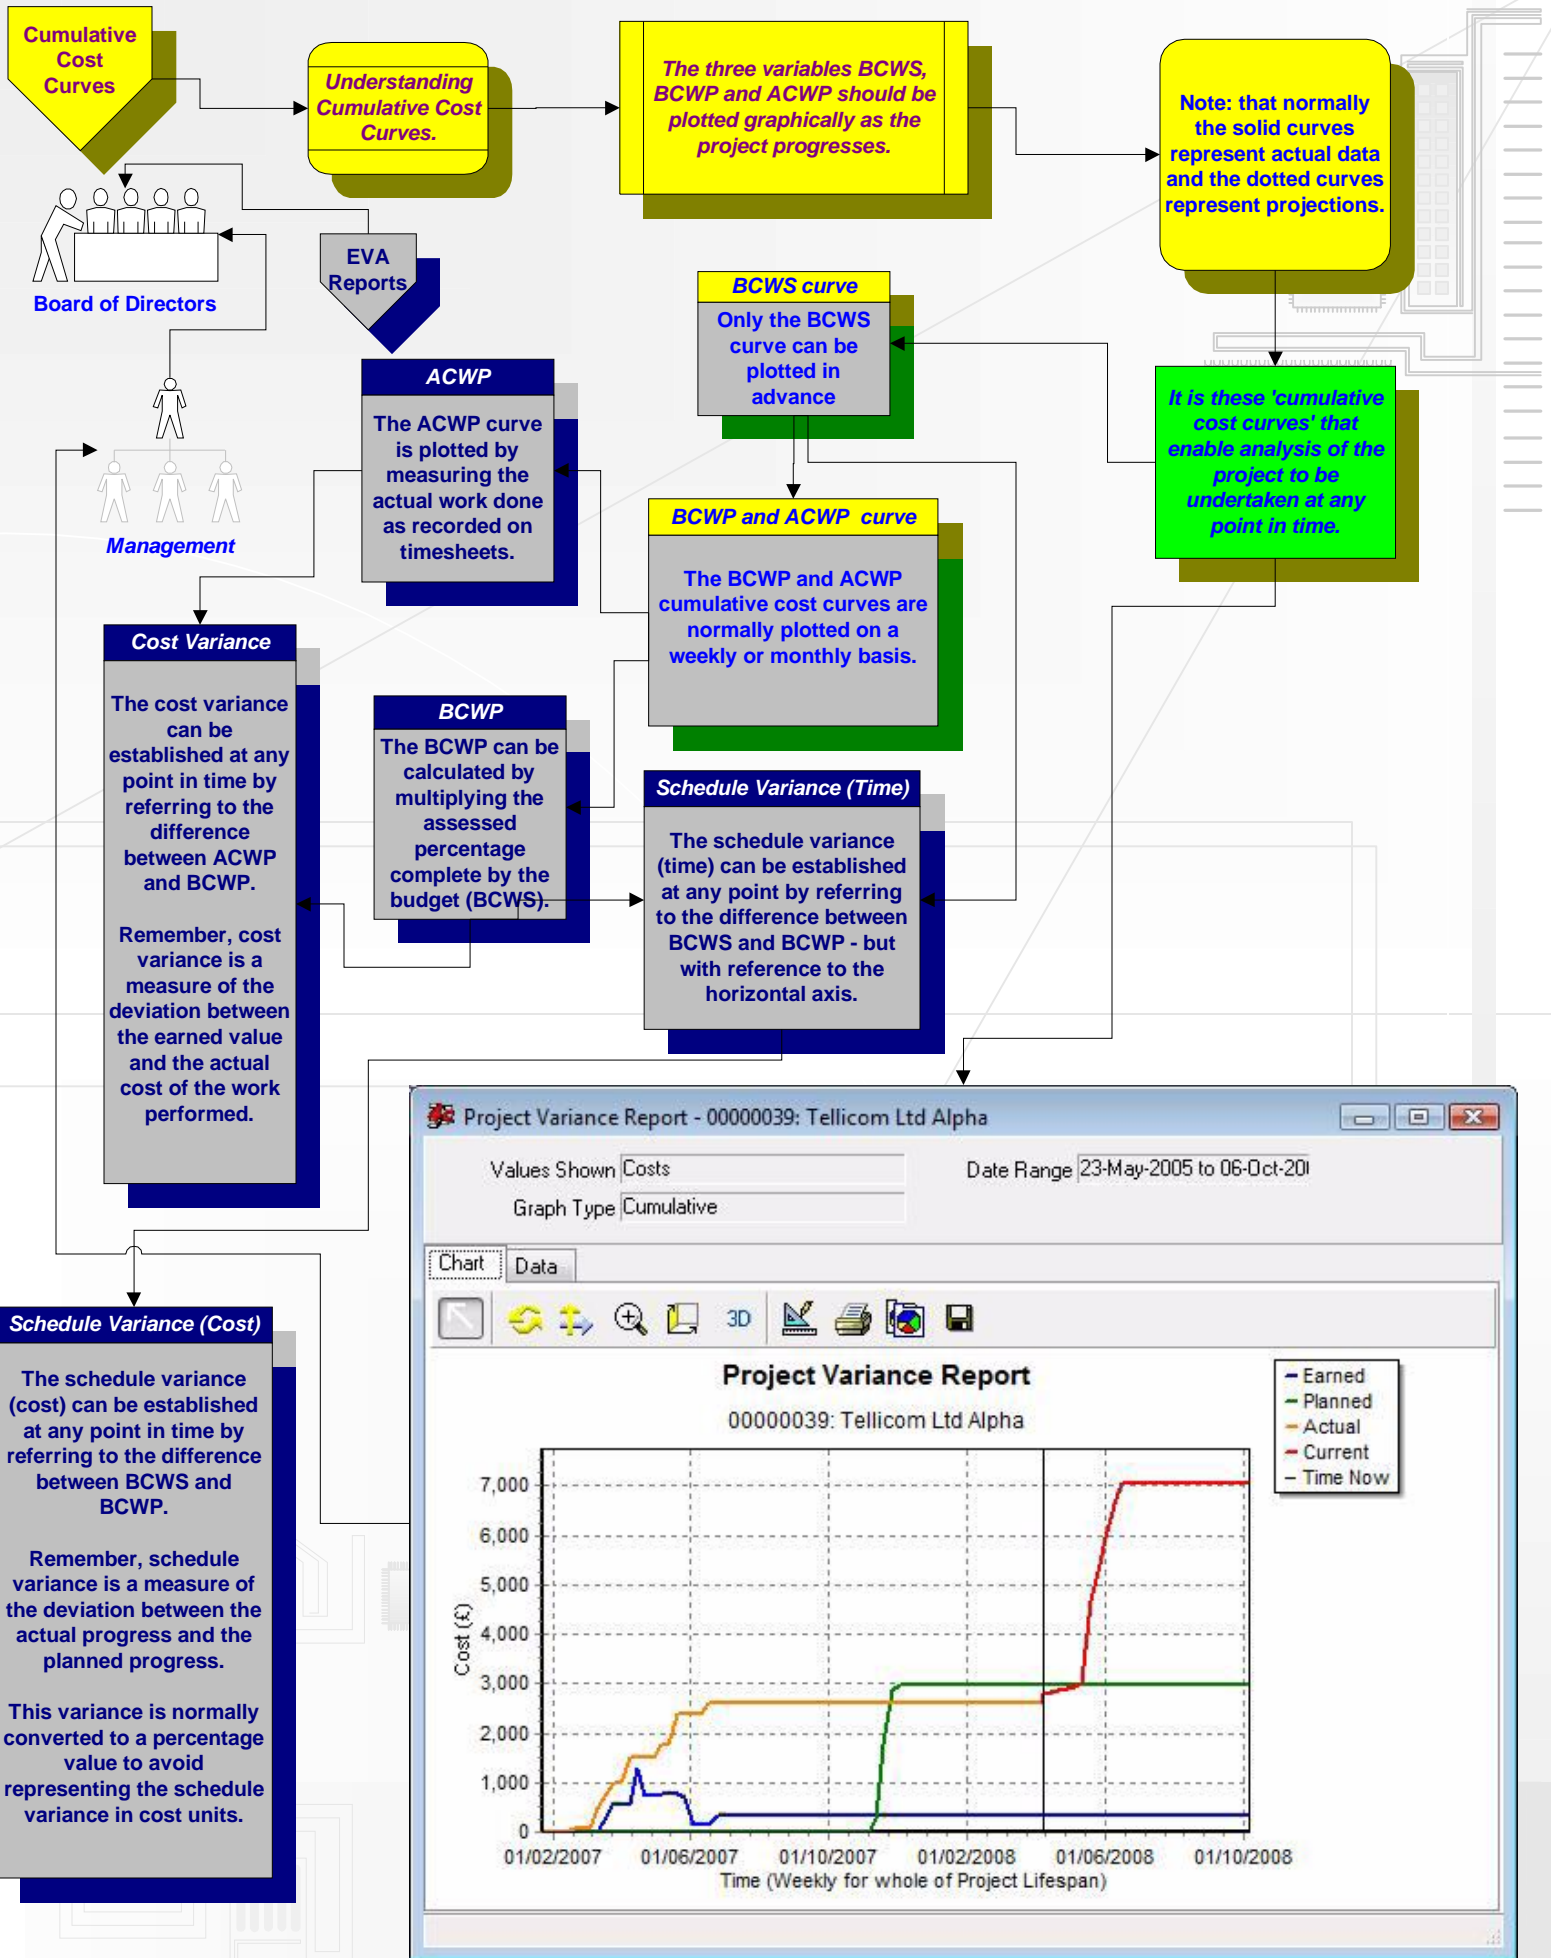 Cumulative
Cost
Curves
Understanding
Cumulative Cost
Curves.
The three variables BCWS,
BCWP and ACWP should be
plotted graphically as the
project progresses.
Note: that normally
the solid curves
represent actual data
and the dotted curves
represent projections.
Board of Directors
EVA
Reports
BCWS curve
Only the BCWS
curve can be
plotted in
advance
It is these 'cumulative
cost curves' that
enable analysis of the
project to be
undertaken at any
point in time.
ACWP
The ACWP curve
is plotted by
measuring the
actual work done
as recorded on
timesheets.
Management
BCWP and ACWP curve
The BCWP and ACWP
cumulative cost curves are
normally plotted on a
weekly or monthly basis.
Cost Variance
The cost variance
can be
established at any
point in time by
referring to the
difference
between ACWP
and BCWP.
Remember, cost
variance is a
measure of the
deviation between
the earned value
and the actual
cost of the work
performed.
BCWP
The BCWP can be
calculated by
multiplying the
assessed
percentage
complete by the
budget (BCWS).
Schedule Variance (Time)
The schedule variance
(time) can be established
at any point by referring
to the difference between
BCWS and BCWP - but
with reference to the
horizontal axis.
Schedule Variance (Cost)
The schedule variance
(cost) can be established
at any point in time by
referring to the difference
between BCWS and
BCWP.
Remember, schedule
variance is a measure of
the deviation between the
actual progress and the
planned progress.
This variance is normally
converted to a percentage
value to avoid
representing the schedule
variance in cost units.
Project Variance Report - 00000039: Tellicom Ltd Alpha
Values Shown Costs
Date Range 23-May-2005 to 06-Oct-20
Graph Type Cumulative
Chart
Data
3D
Project Variance Report
00000039: Tellicom Ltd Alpha
Earned
Planned
Actual
Current
Time Now
7,000
6,000
5,000
4,000
3,000
2,000
1,000
0
Cost (£)
01/02/2007
01/06/2007
01/10/2007
01/02/2008
01/06/2008
01/10/2008
Time (Weekly for whole of Project Lifespan)